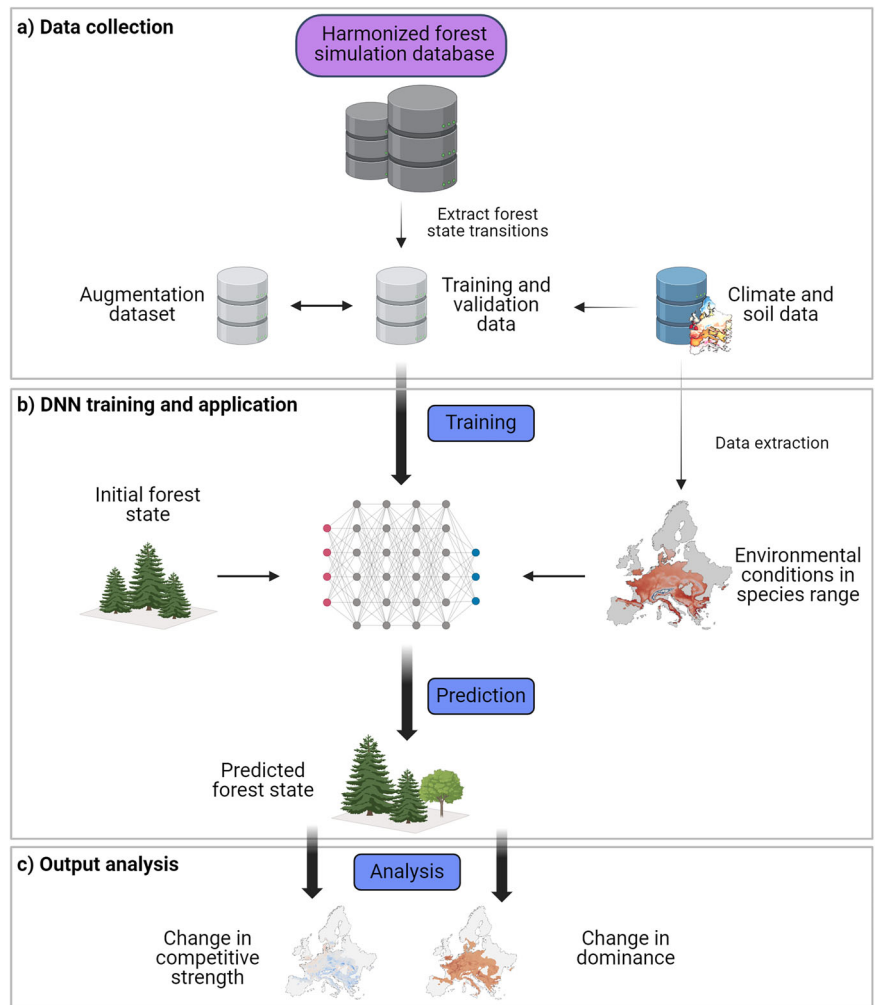 a) Data collection
Harmonized forest
simulation database
Extract forest
state transitions
Augmentation
dataset
Training and
validation
data
Climate and
soil data
b) DNN training and application
Training
Data extraction
Initial forest
state
Environmental
conditions in
species range
Prediction
Predicted
forest state
c) Output analysis
Analysis
Change in
competitive
strength
Change in
dominance